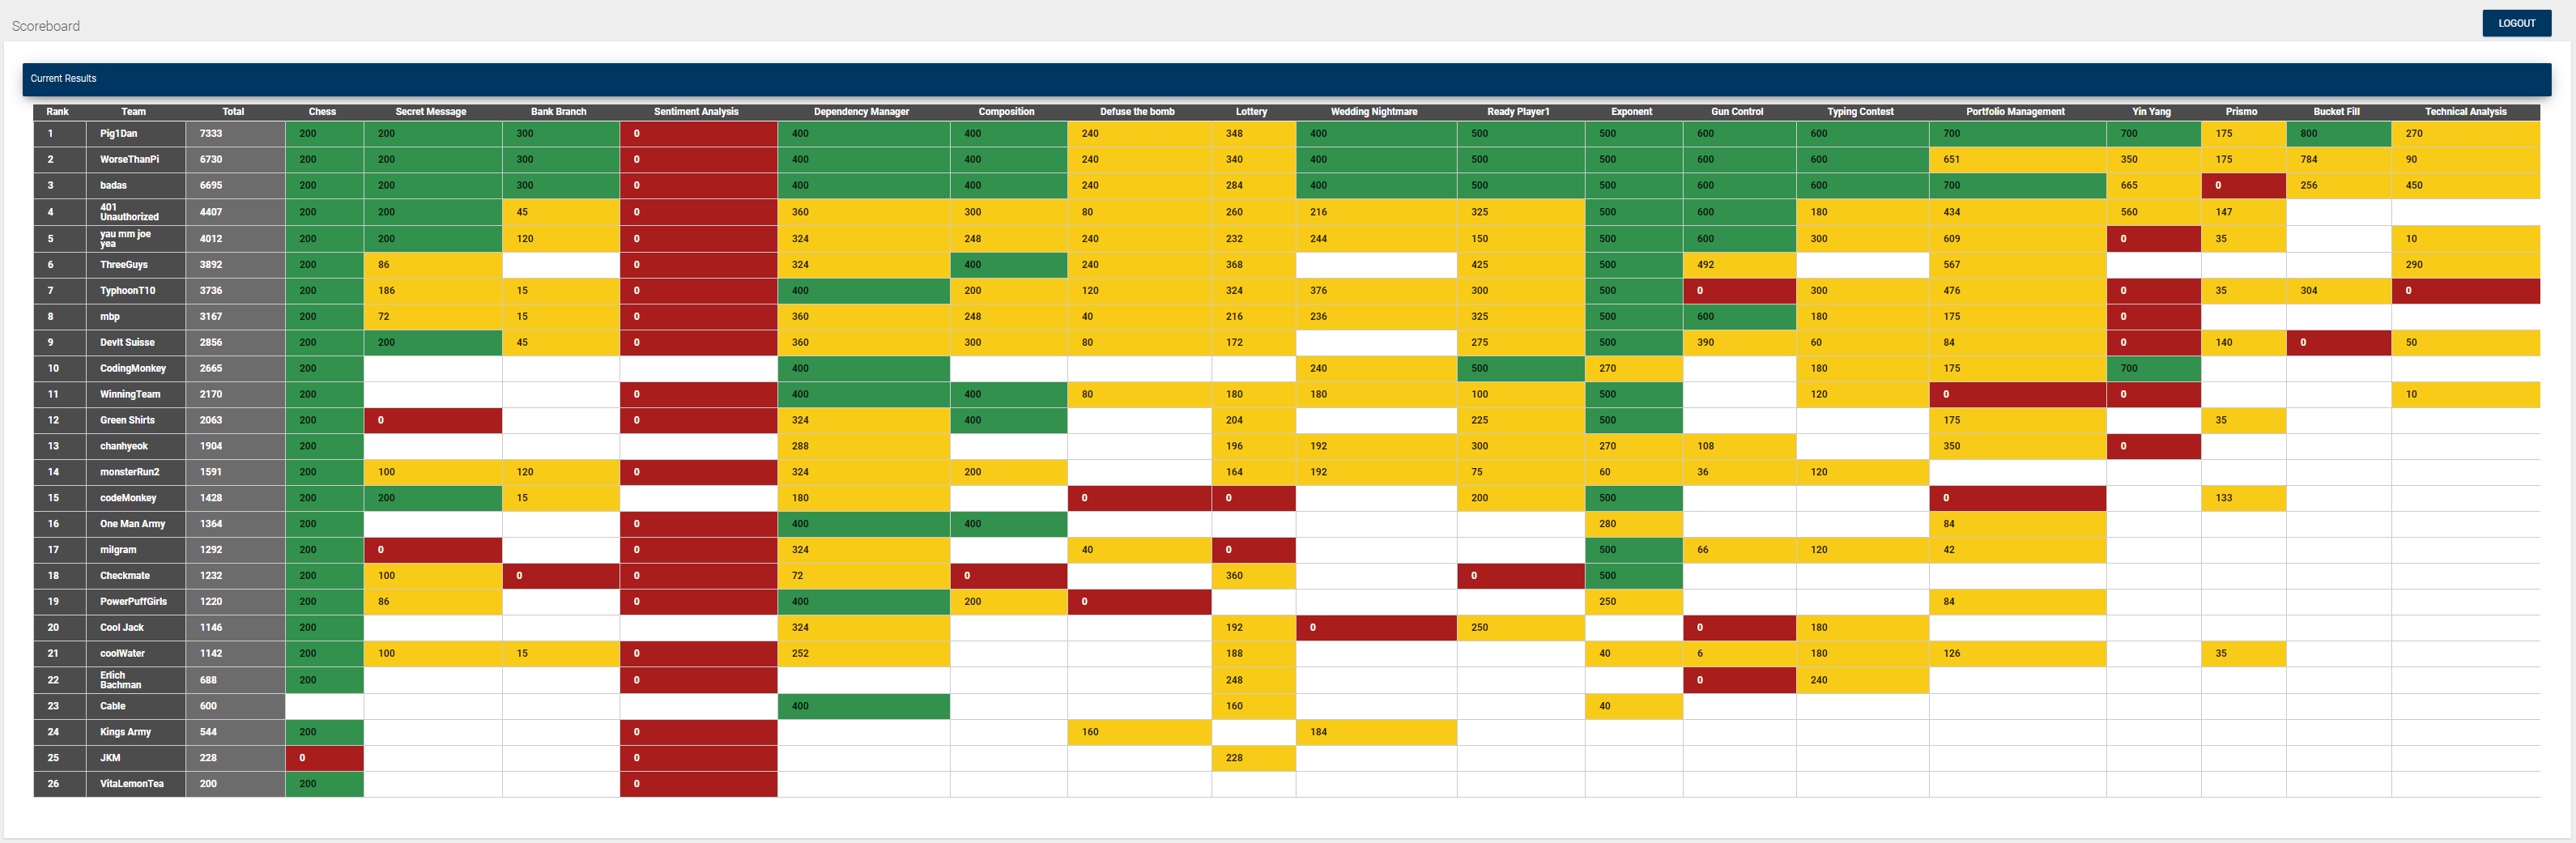 Scoreboard
LOGOUT
Current Results
Rank Team Total Chess Secret Message Bank Branch Sentiment Analysis Dependency Manager Composition Defuse the bomb Lottery Wedding Nightmare Ready Player1 Exponent Gun Control Typing Contest Portfolio Management Yin Yang Prismo Bucket Fill Technical Analysis
1 Pig1Dan 7333 200 200 300 0 400 400 240 348 400 500 500 600 600 700 700 175 800 270
2 WorseThanPi 6730 200 200 300 0 400 400 240 340 400 500 500 600 600 651 350 175 784 90
3 badas 6695 200 200 300 0 400 400 240 284 400 500 500 600 600 700 665 0 256 450
4 401 Unauthorized 4407 200 200 45 0 360 300 80 260 216 325 500 600 180 434 560 147
5 yau mm joe yea 4012 200 200 120 0 324 248 240 232 244 150 500 600 300 609 0 35 10
6 ThreeGuys 3892 200 86 0 324 400 240 368 425 500 492 567 290
7 TyphoonT10 3736 200 186 15 0 400 200 120 324 376 300 500 0 300 476 0 35 304 0
8 mbp 3167 200 72 15 0 360 248 40 216 236 325 500 600 180 175 0
9 DevIt Suisse 2856 200 200 45 0 360 300 80 172 275 500 390 60 84 0 140 0 50
10 CodingMonkey 2665 200 400 240 500 270 180 175 700
11 WinningTeam 2170 200 0 400 400 80 180 180 100 500 120 0 0 10
12 Green Shirts 2063 200 0 0 324 400 204 225 500 175 35
13 chanhyeok 1904 200 288 196 192 300 270 108 350 0
14 monsterRun2 1591 200 100 120 0 324 200 164 192 75 60 36 120
15 codeMonkey 1428 200 200 15 180 0 0 200 500 0 133
16 One Man Army 1364 200 0 400 400 280 84
17 milgram 1292 200 0 0 324 40 0 500 66 120 42
18 Checkmate 1232 200 100 0 0 72 0 360 0 500
19 PowerPuffGirls 1220 200 86 0 400 200 0 250 84
20 Cool Jack 1146 200 324 192 0 250 0 180
21 coolWater 1142 200 100 15 0 252 188 40 6 180 126 35
22 Erlich Bachman 688 200 0 248 0 240
23 Cable 600 400 160 40
24 Kings Army 544 200 0 160 184
25 JKM 228 0 0 228
26 VitaLemonTea 200 200 0